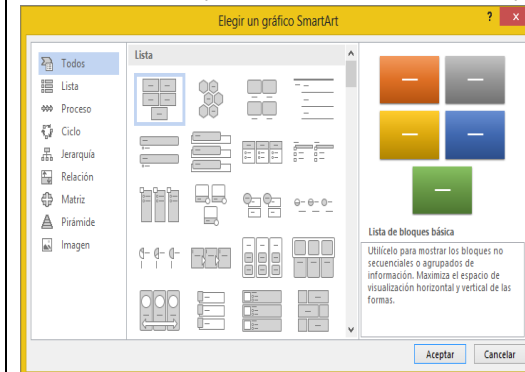 Elegir un gráfico SmartArt
? x
Todos
Lista
Proceso
Ciclo
Jerarquía
Relación
Matriz
Pirámide
Imagen
Lista
Lista de bloques básica
Utilícelo para mostrar los bloques no
secuenciales o agrupados de
información. Maximiza el espacio de
visualización horizontal y vertical de las
formas.
Aceptar
Cancelar